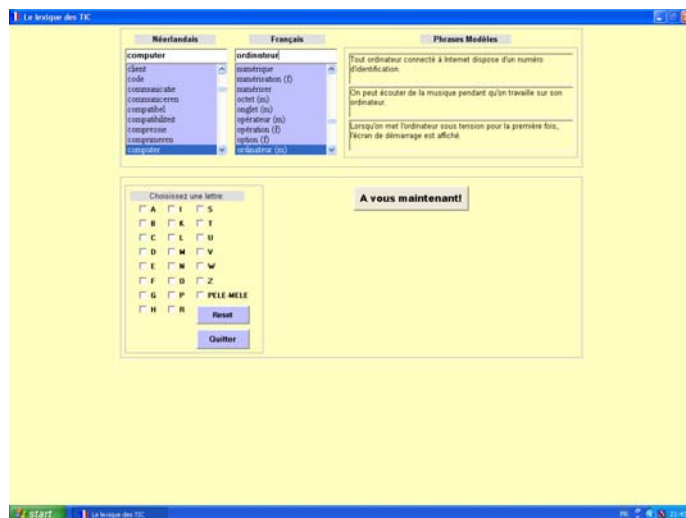 Le lexique des TIC
Néerlandais
Français
Phrases Modèles
computer
ordinateur
client
code
communicatie
communiceren
compatibel
compatibiliteit
compressie
comprimeren
computer
numérique
numérisation (f)
numériser
octet (m)
onglet (m)
opérateur (m)
opération (f)
option (f)
ordinateur (m)
Tout ordinateur connecté à Internet dispose d'un numéro
d'identification.
On peut écouter de la musique pendant qu'on travaille sur son
ordinateur.
Lorsqu'on met l'ordinateur sous tension pour la première fois,
l'écran de démarrage est affiché
Choisissez une lettre
A I S
B K T
C L U
D M V
E N W
F O Z
G P PELE-MELE
H R
Reset
Quitter
A vous maintenant!
start
Le lexique des TIC
FR